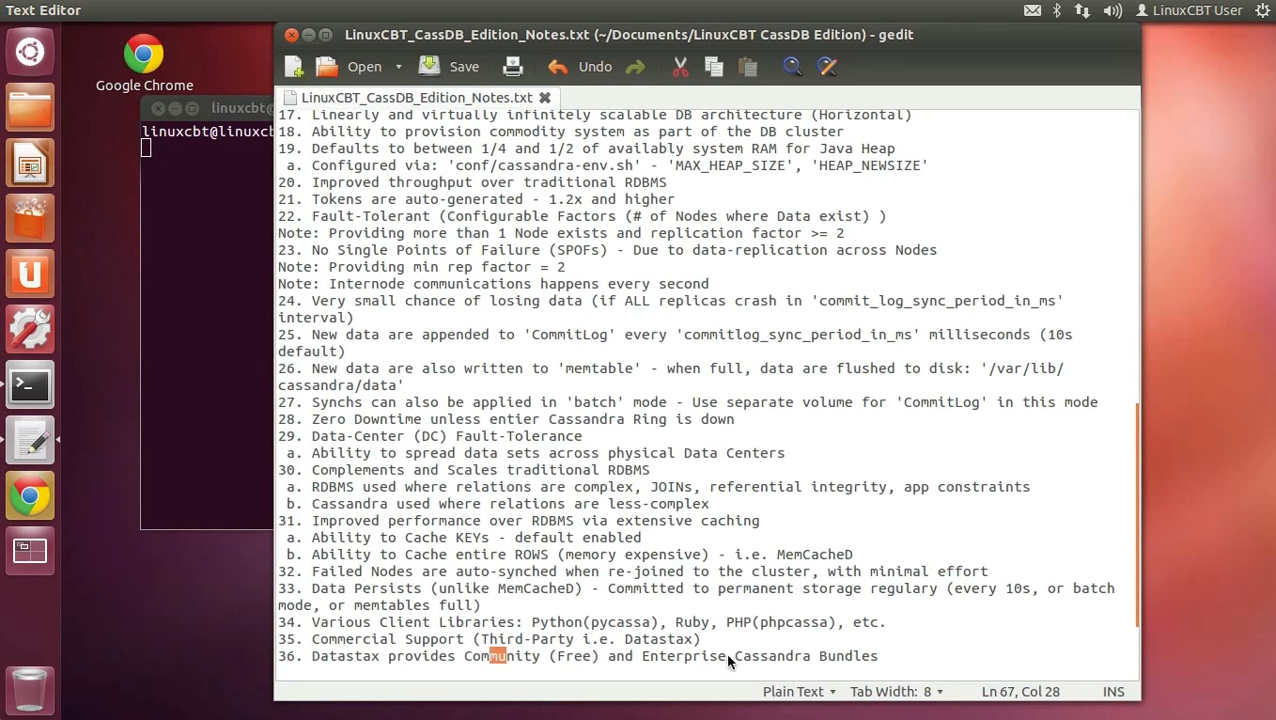 Text Editor
LinuxCBT User
Google Chrome
linuxcbt@
linuxcbt@linuxcb
LinuxCBT_CassDB_Edition_Notes.txt (~/Documents/LinuxCBT CassDB Edition) - gedit
Open Save Undo
LinuxCBT_CassDB_Edition_Notes.txt
17. Linearly and virtually infinitely scalable DB architecture (Horizontal)
18. Ability to provision commodity system as part of the DB cluster
19. Defaults to between 1/4 and 1/2 of availably system RAM for Java Heap
a. Configured via: 'cnf/cassandra-env.sh' - 'MAX_HEAP_SIZE', 'HEAP_NEWSIZE'
20. Improved throughput over traditional RDBMS
21. Tokens are auto-generated - 1.2x and higher
22. Fault-Tolerant (Configurable Factors (# of Nodes where Data exist) )
Note: Providing more than 1 Node exists and replication factor >= 2
23. No Single Points of Failure (SPOFs) - Due to data-replication across Nodes
Note: Providing min rep factor = 2
Note: Internode communications happens every second
24. Very small chance of losing data (if ALL replicas crash in 'commit_log_sync_period_in_ms'
interval)
25. New data are appended to 'CommitLog' every 'commitlog_sync_period_in_ms' milliseconds (10s
default)
26. New data are also written to 'memtable' - when full, data are flushed to disk: '/var/lib/
cassandra/data'
27. Synchs can also be applied in 'batch' mode - Use separate volume for 'CommitLog' in this mode
28. Zero Downtime unless entier Cassandra Ring is down
29. Data-Center (DC) Fault-Tolerance
a. Ability to spread data sets across physical Data Centers
30. Complements and Scales traditional RDBMS
a. RDBMS used where relations are complex, JOINs, referential integrity, app constraints
b. Cassandra used where relations are less-complex
31. Improved performance over RDBMS via extensive caching
a. Ability to Cache KEYs - default enabled
b. Ability to Cache entire ROWS (memory expensive) - i.e. MemCacheD
32. Failed Nodes are auto-synched when re-joined to the cluster, with minimal effort
33. Data Persists (unlike MemCacheD) - Committed to permanent storage regulary (every 10s, or batch
mode, or memtables full)
34. Various Client Libraries: Python(pycassa), Ruby, PHP(phpcassa), etc.
35. Commercial Support (Third-Party i.e. Datastax)
36. Datastax provides Community (Free) and Enterprise Cassandra Bundles
Plain Text Tab Width: 8 Ln 67, Col 28 INS